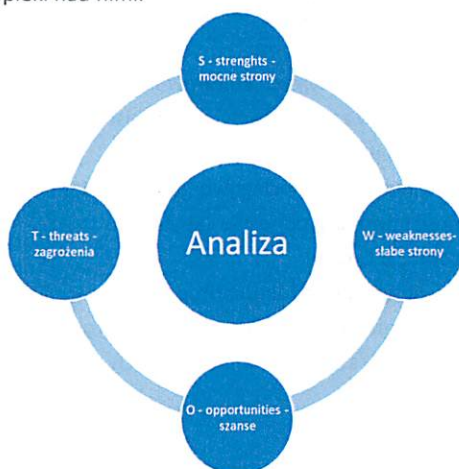 S - strenghts -
mocne strony
T - threats -
zagrożenia
Analiza
W - weaknesses-
słabe strony
O - opportunities -
szanse